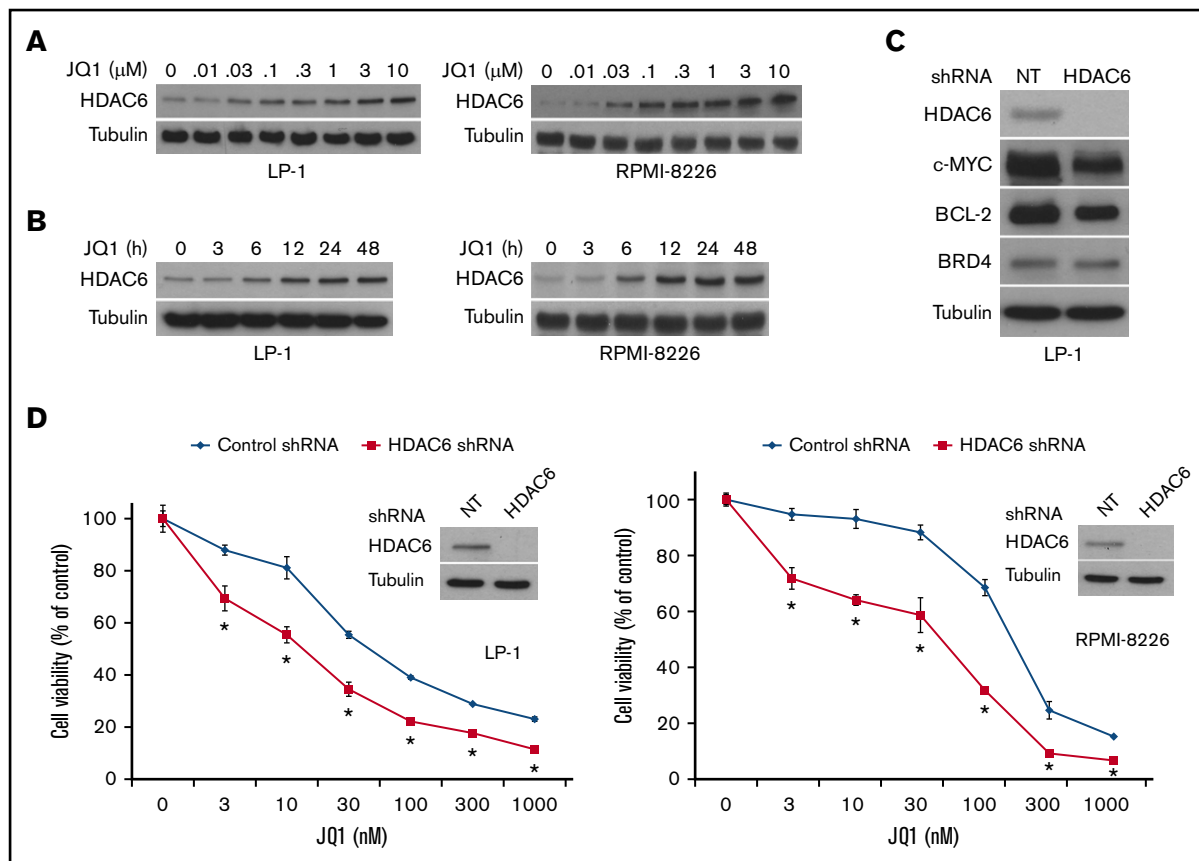 A
JQ1 (μM) 0 .01 .03 .1 .3 1 3 10
HDAC6
Tubulin
LP-1
JQ1 (μM) 0 .01 .03 .1 .3 1 3 10
HDAC6
Tubulin
RPMI-8226
B
JQ1 (h) 0 3 6 12 24 48
HDAC6
Tubulin
LP-1
JQ1 (h) 0 3 6 12 24 48
HDAC6
Tubulin
RPMI-8226
C
shRNA NT HDAC6
HDAC6
c-MYC
BCL-2
BRD4
Tubulin
LP-1
D
Control shRNA HDAC6 shRNA
Cell viability (% of control)
100
80
60
40
20
0
NT HDAC6
shRNA
HDAC6
Tubulin
LP-1
* * * * * *
0 3 10 30 100 300 1000
JQ1 (nM)
Control shRNA HDAC6 shRNA
Cell viability (% of control)
100
80
60
40
20
0
NT HDAC6
shRNA
HDAC6
Tubulin
RPMI-8226
* * * * * *
0 3 10 30 100 300 1000
JQ1 (nM)